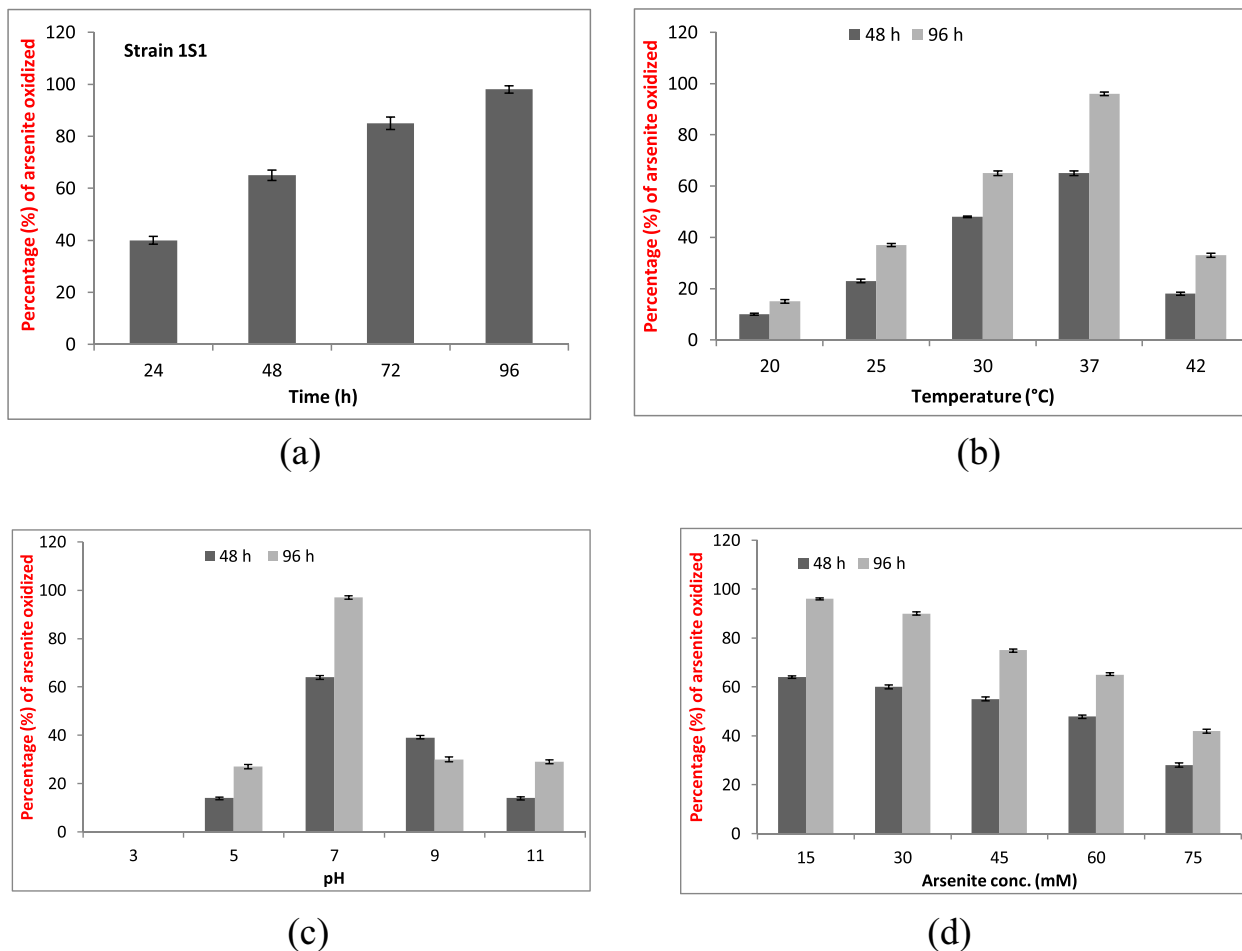 Percentage (%) of arsenite oxidized
120
100
80
60
40
20
0
Strain 1S1
24 48 72 96
Time (h)
(a)
Percentage (%) of arsenite oxidized
120
100
80
60
40
20
0
48 h 96 h
20 25 30 37 42
Temperature (°C)
(b)
Percentage (%) of arsenite oxidized
120
100
80
60
40
20
0
48 h 96 h
3 5 7 9 11
pH
(c)
Percentage (%) of arsenite oxidized
120
100
80
60
40
20
0
48 h 96 h
15 30 45 60 75
Arsenite conc. (mM)
(d)